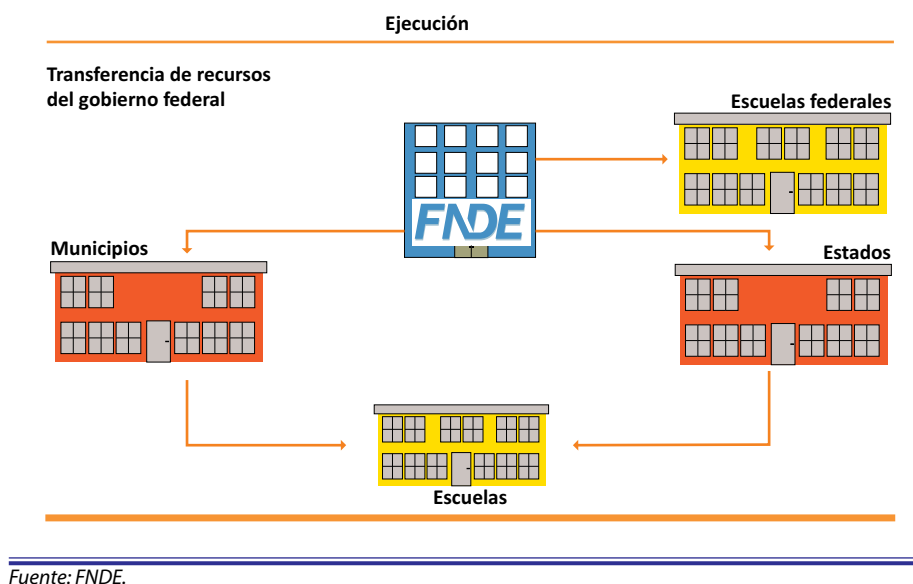 Ejecución
Transferencia de recursos
del gobierno federal
Escuelas federales
FNDE
Municipios
Estados
Escuelas
Fuente: FNDE.